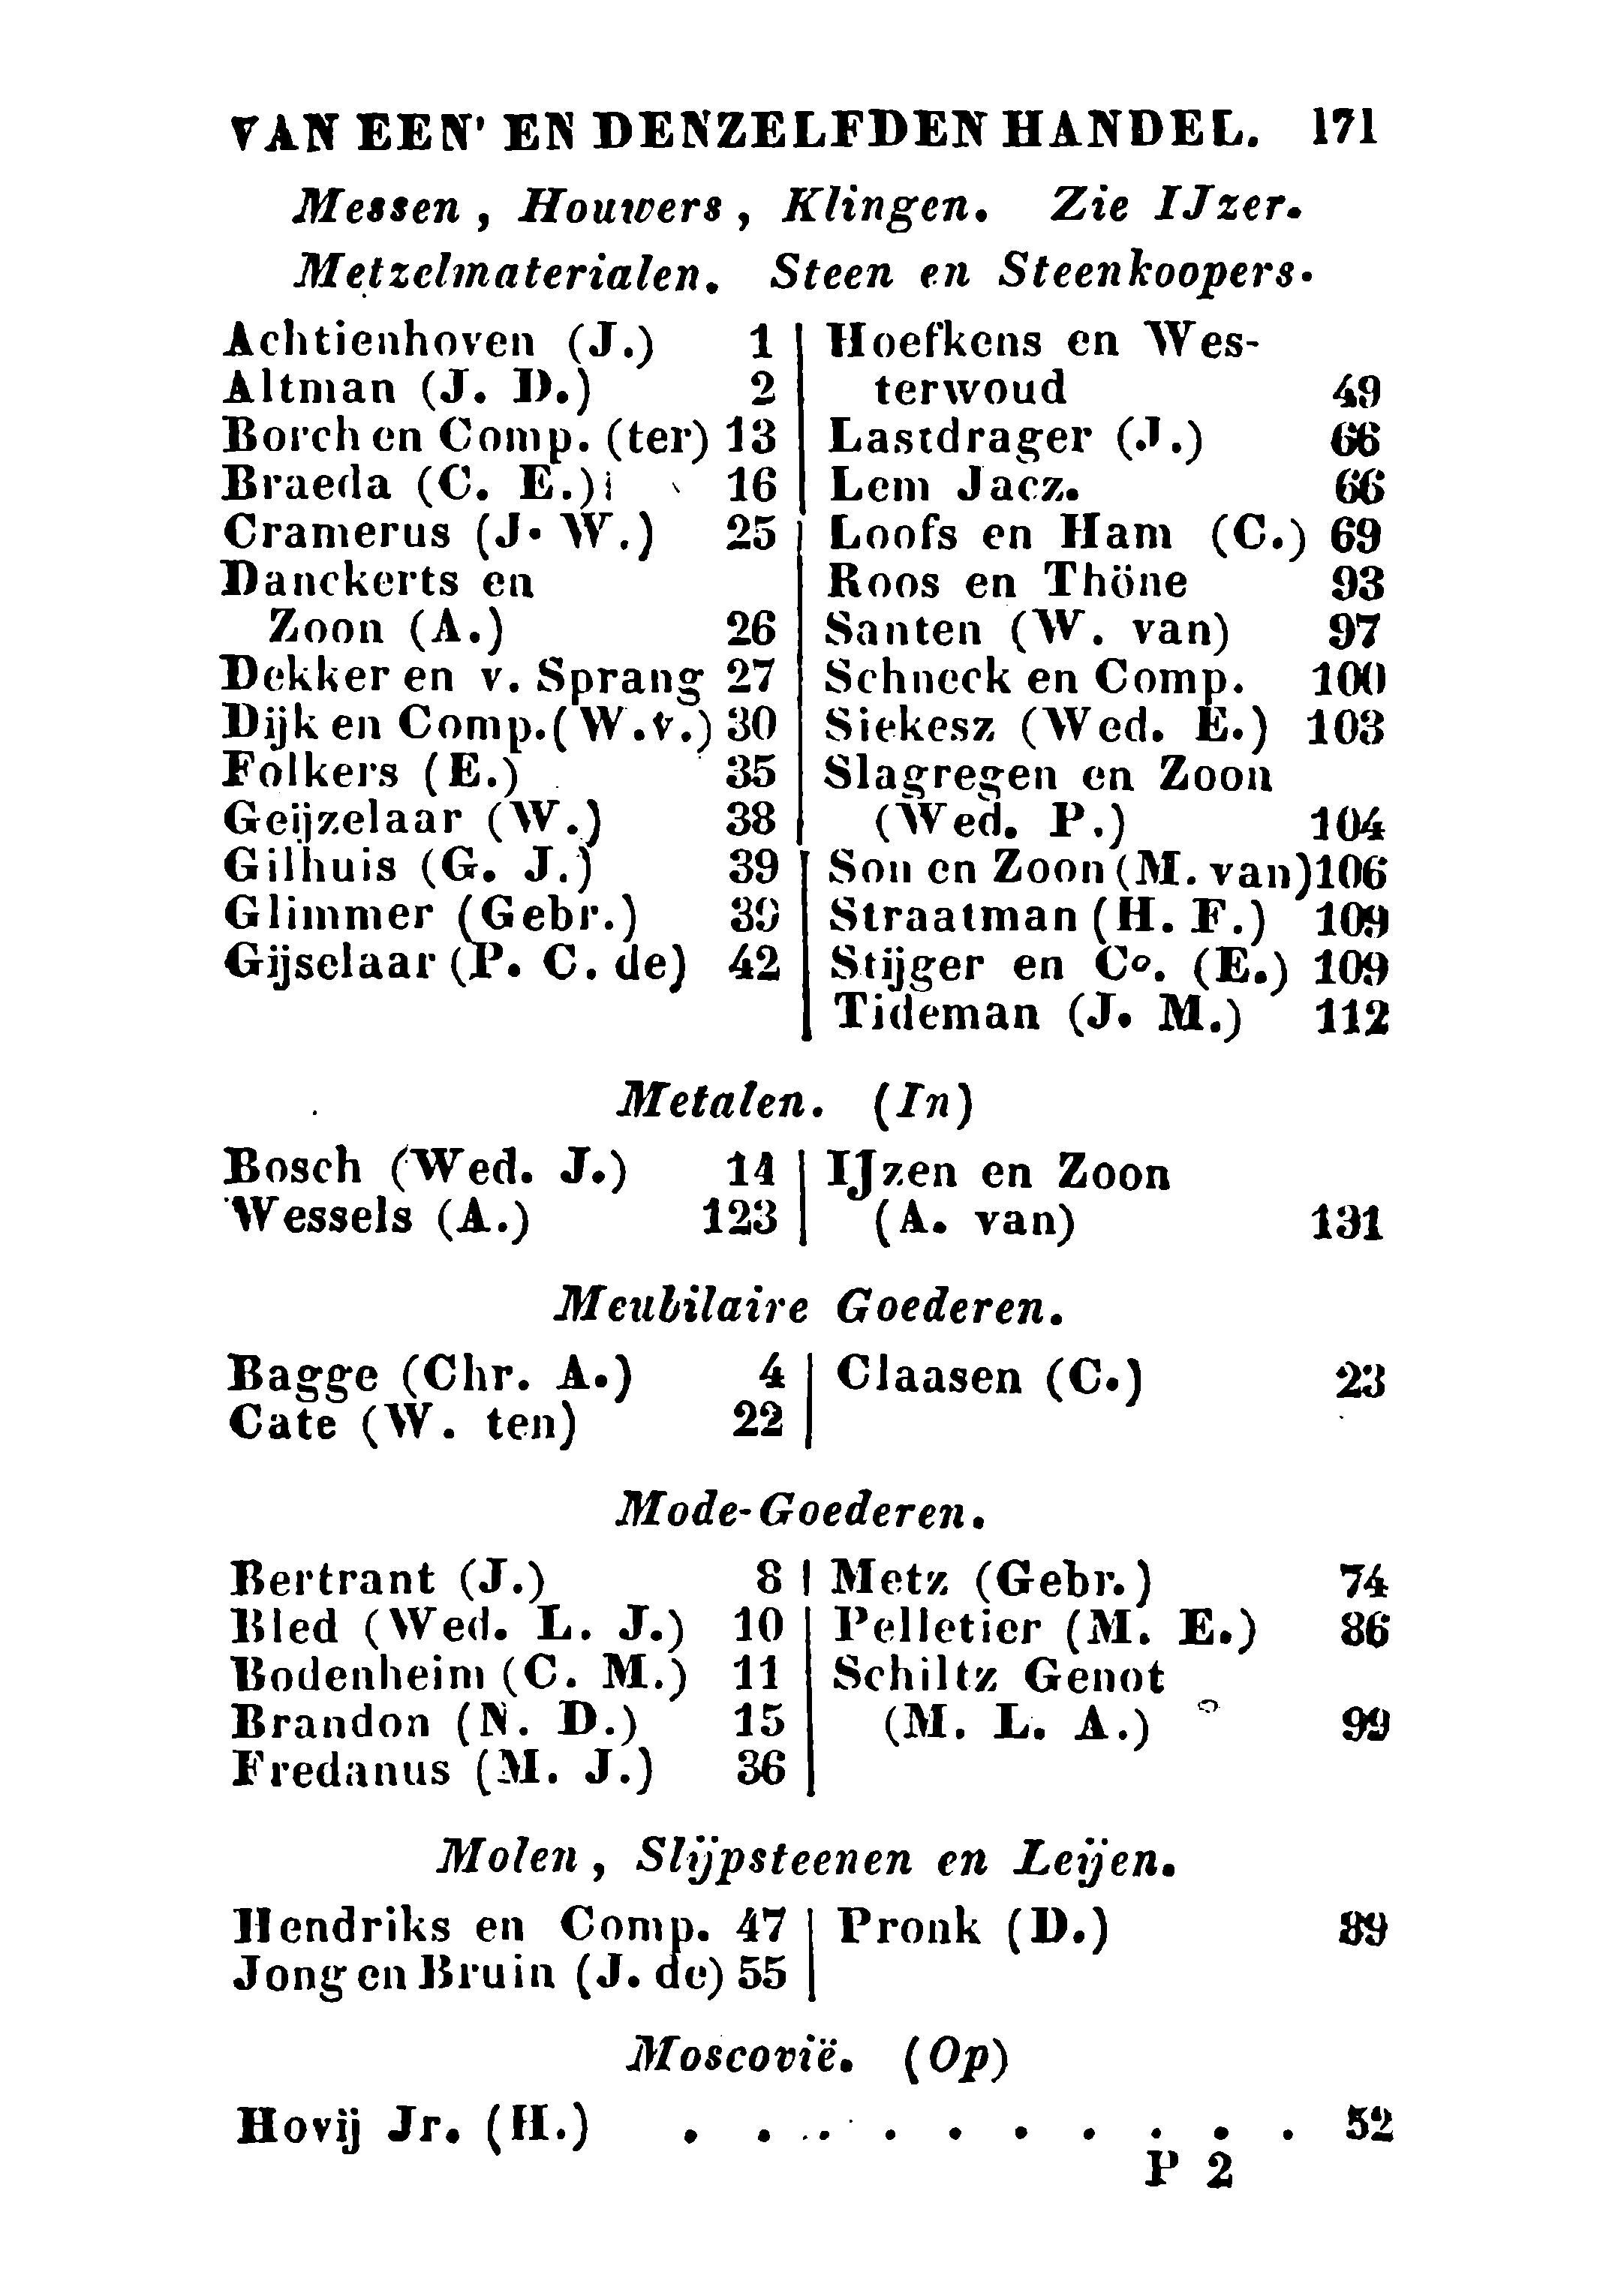 VAN EEN' EN DENZELFDEN HANDEL. 171
Messen, Houwers, Klingen. Zie IJzer.
Metzelmaterialen. Steen en Steenkoopers.
Achtienhoven (J.) 1
Altman (J. D.) 2
Borch en Comp. (ter) 13
Braeda (C. E.) 16
Cramerus (J. W.) 25
Danckerts en
Zoon (A.) 26
Dekker en v. Sprang 27
Dijk en Comp. (W. v.) 30
Folkers (E.) 35
Geijzelaar (W.) 38
Gilhuis (G. J.) 39
Glimmer (Gebr.) 39
Gijselaar (P. C. de) 42
Hoefkens en Wes-
terwoud 49
Lastdrager (J.) 66
Lem Jacz. 66
Loofs en Ham (C.) 69
Roos en Thöne 93
Santen (W. van) 97
Schneck en Comp. 100
Siekesz (Wed. E.) 103
Slagregen en Zoon
(Wed. P.) 104
Son en Zoon (M. van) 106
Straatman (H. F.) 109
Stijger en Co. (E.) 109
Tideman (J. M.) 112
Metalen. (In)
Bosch (Wed. J.) 14
Wessels (A.) 123
IJzen en Zoon
(A. van) 131
Meubilaire Goederen.
Bagge (Chr. A.) 4
Cate (W. ten) 22
Claasen (C.) 23
Mode-Goederen.
Bertrant (J.) 8
Bled (Wed. L. J.) 10
Bodenheim (C. M.) 11
Brandon (N. D.) 15
Fredanus (M. J.) 36
Metz (Gebr.) 74
Pelletier (M. E.) 86
Schiltz Genot
(M. L. A.) 99
Molen, Slijpsteenen en Leijen.
Hendriks en Comp. 47
Jong en Bruin (J. de) 55
Pronk (D.) 89
Moscovië. (Op)
Hovij Jr. (H.) . . . . . . . . . . 52
P 2